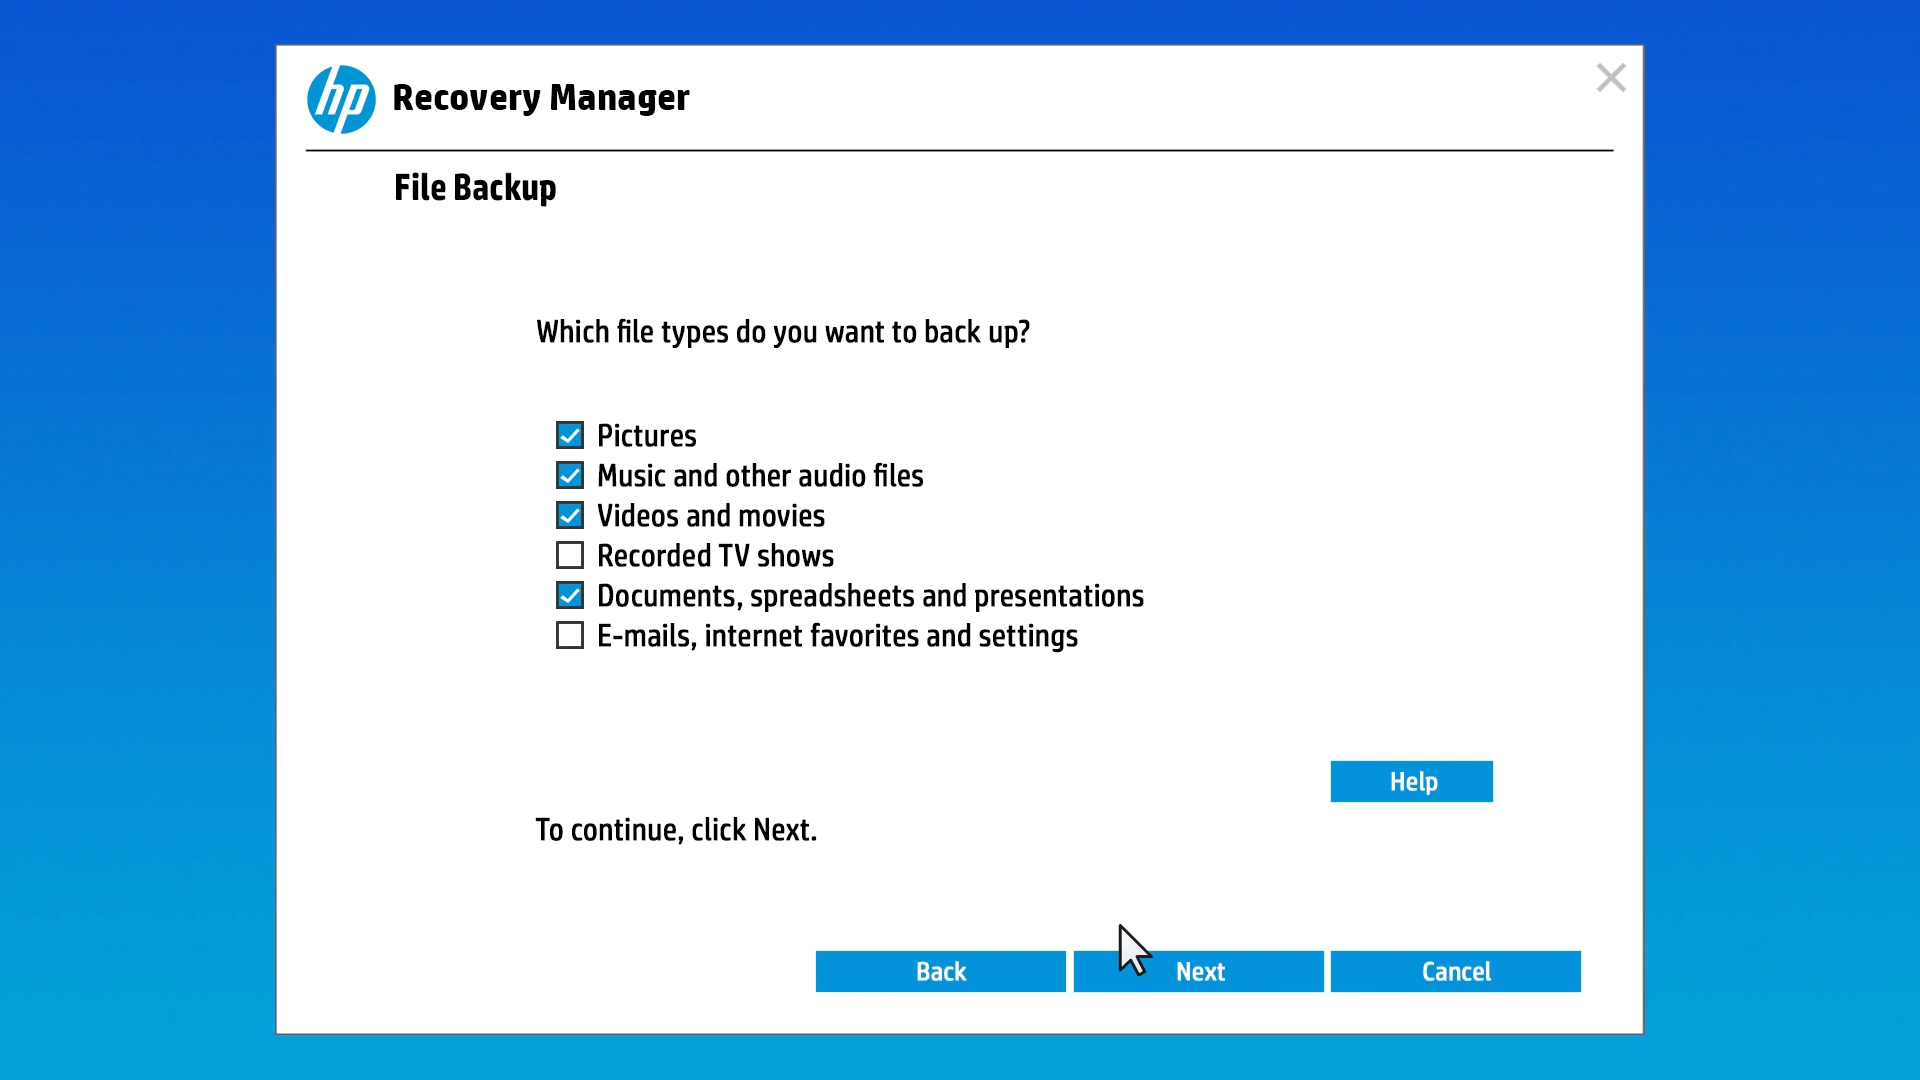 hp Recovery Manager
File Backup
Which file types do you want to back up?
Pictures
Music and other audio files
Videos and movies
Recorded TV shows
Documents, spreadsheets and presentations
E-mails, internet favorites and settings
Help
To continue, click Next.
Back Next Cancel